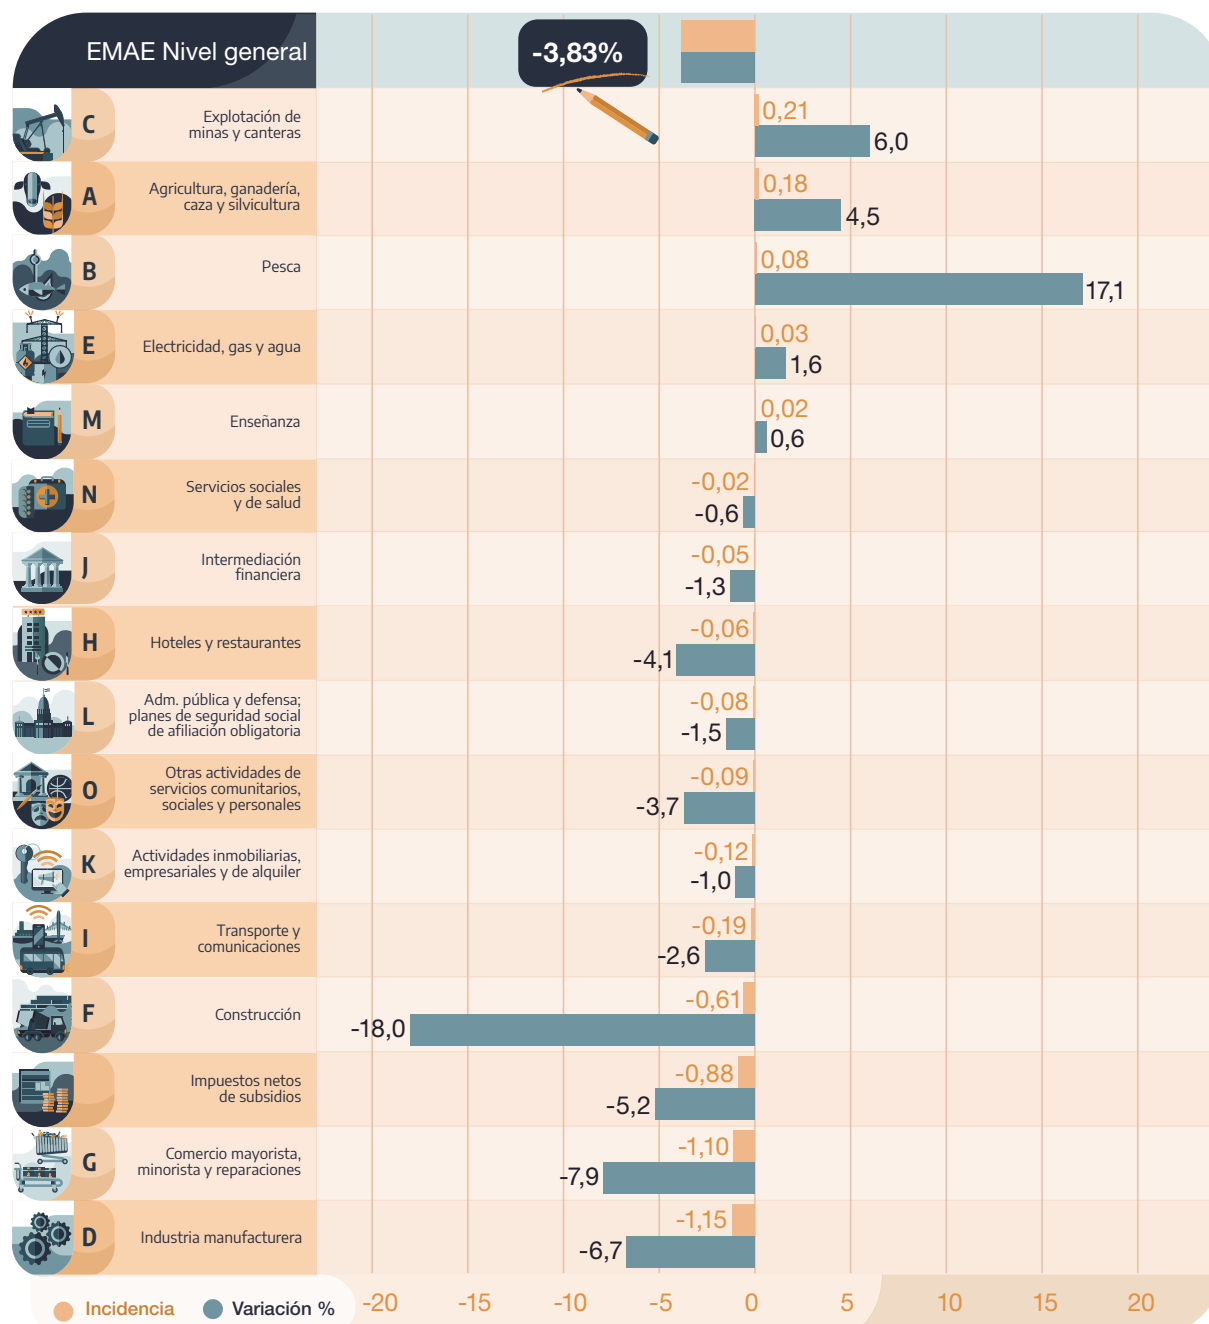 EMAE Nivel general
-3,83%
C
Explotación de
minas y canteras
0,21
6,0
A
Agricultura, ganadería,
caza y silvicultura
0,18
4,5
B
Pesca
0,08
17,1
E
Electricidad, gas y agua
0,03
1,6
M
Enseñanza
0,02
0,6
N
Servicios sociales
y de salud
-0,02
-0,6
J
Intermediación
financiera
-0,05
-1,3
H
Hoteles y restaurantes
-0,06
-4,1
L
Adm. pública y defensa;
planes de seguridad social
de afiliación obligatoria
-0,08
-1,5
O
Otras actividades de
servicios comunitarios,
sociales y personales
-0,09
-3,7
K
Actividades inmobiliarias,
empresariales y de alquiler
-0,12
-1,0
I
Transporte y
comunicaciones
-0,19
-2,6
F
Construcción
-0,61
-18,0
Impuestos netos
de subsidios
-0,88
-5,2
G
Comercio mayorista,
minorista y reparaciones
-1,10
-7,9
D
Industria manufacturera
-1,15
-6,7
Incidencia
Variación %
-20 -15 -10 -5 0 5 10 15 20